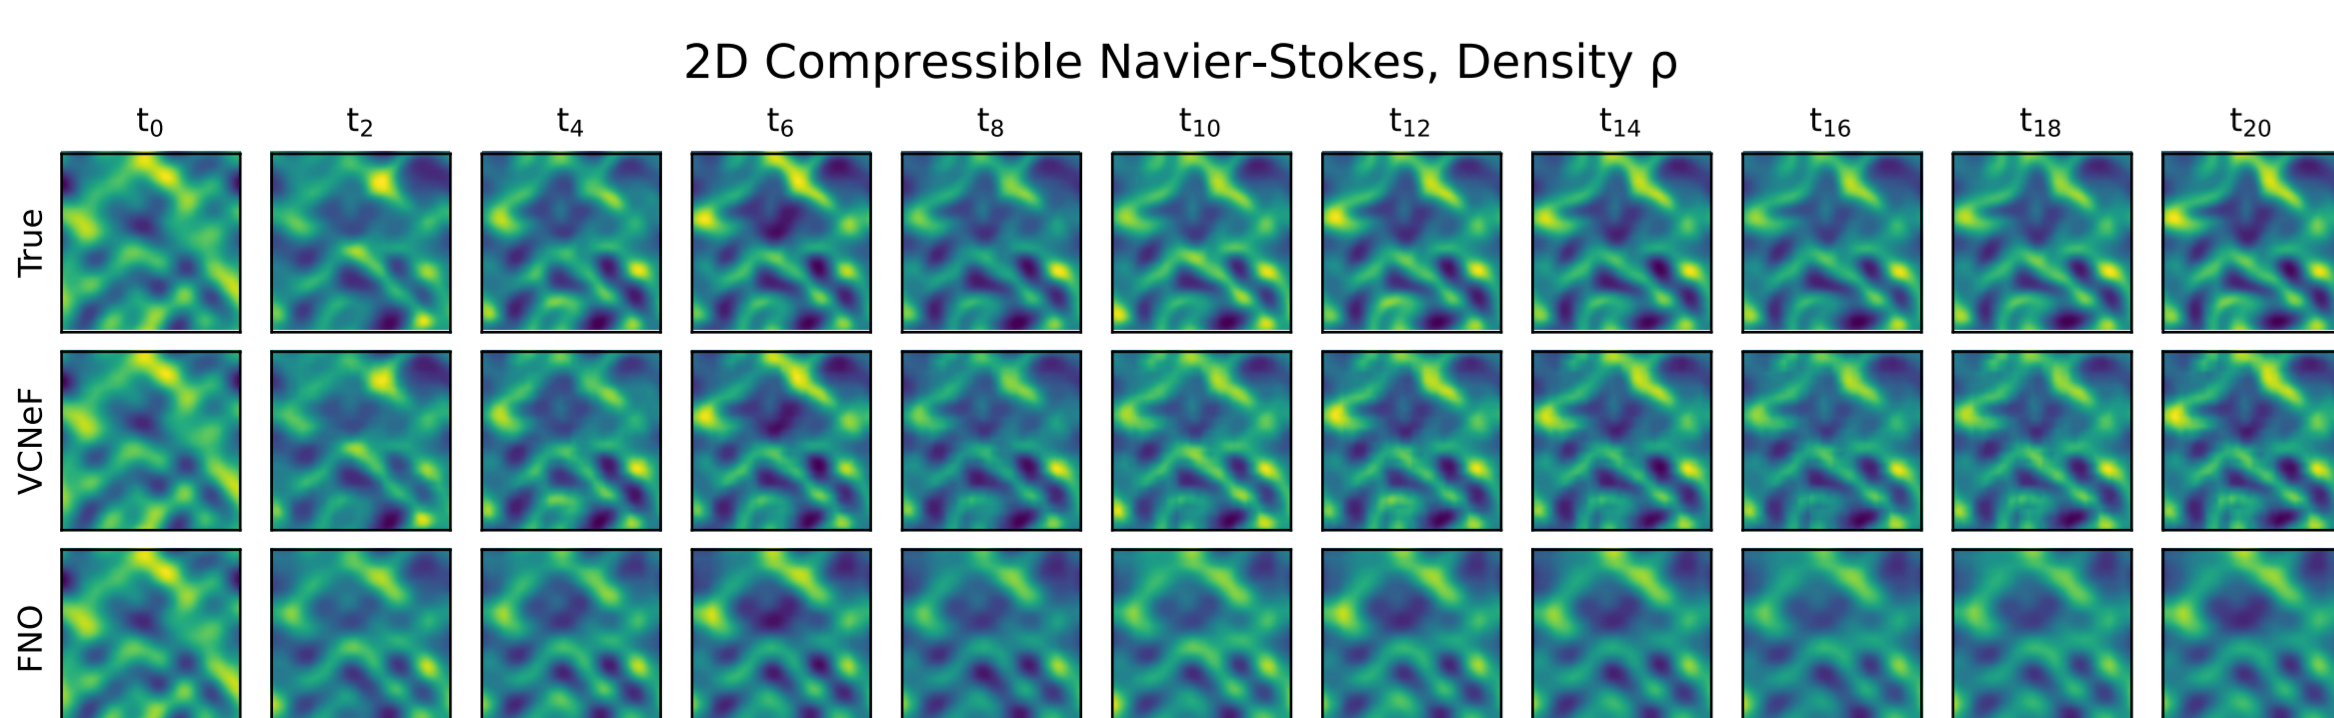 2D Compressible Navier-Stokes, Density ρ
t₀ t₂ t₄ t₆ t₈ t₁₀ t₁₂ t₁₄ t₁₆ t₁₈ t₂₀
True
VCNeF
FNO